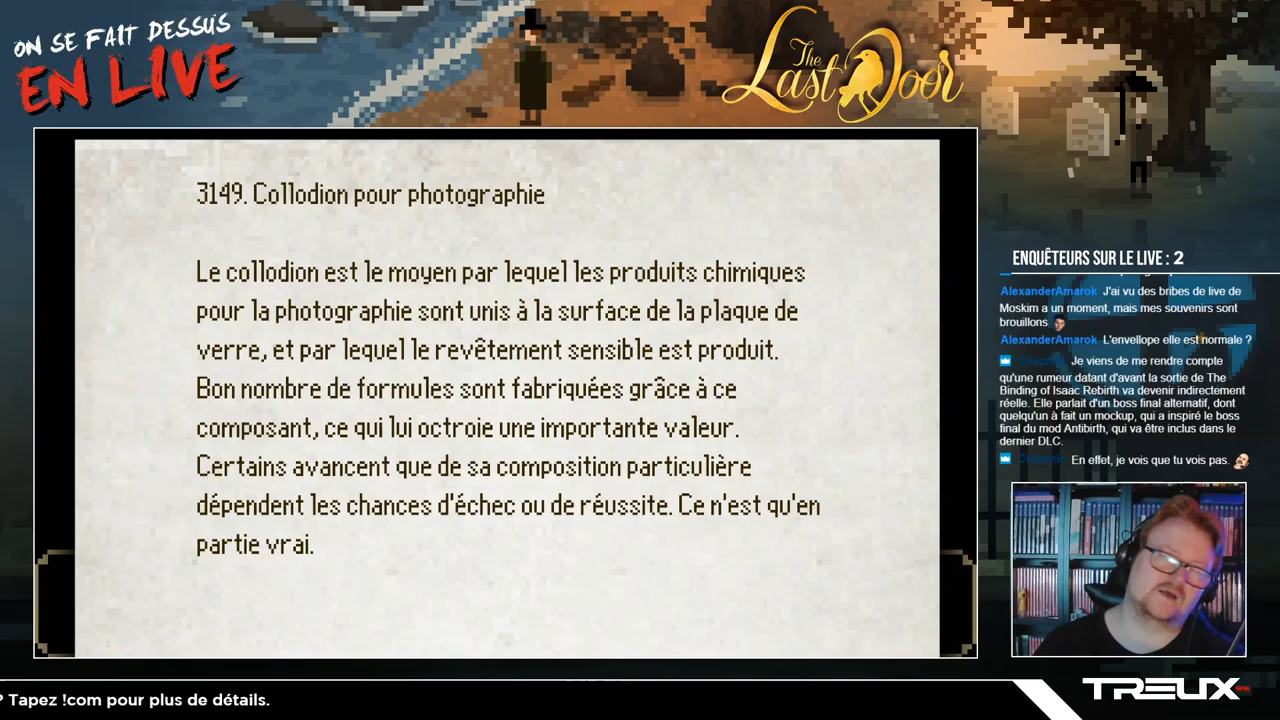 ON SE FAIT DESSUS
EN LIVE
The
Last Door
3149. Collodion pour photographie
Le collodion est le moyen par lequel les produits chimiques
pour la photographie sont unis à la surface de la plaque de
verre, et par lequel le revêtement sensible est produit.
Bon nombre de formules sont fabriquées grâce à ce
composant, ce qui lui octroie une importante valeur.
Certains avancent que de sa composition particulière
dépendent les chances d'échec ou de réussite. Ce n'est qu'en
partie vrai.
ENQUÊTEURS SUR LE LIVE : 2
AlexanderAmarok J'ai vu des bribes de live de
Moskim a un moment, mais mes souvenirs sont
brouillons
AlexanderAmarok L'envellope elle est normale ?
Je viens de me rendre compte
qu'une rumeur datant d'avant la sortie de The
Binding of Isaac Rebirth va devenir indirectement
réelle. Elle parlait d'un boss final alternatif, dont
quelqu'un à fait un mockup, qui a inspiré le boss
final du mod Antibirth, qui va être inclus dans le
dernier DLC.
En effet, je vois que tu vois pas.
? Tapez !com pour plus de détails.
TREUX